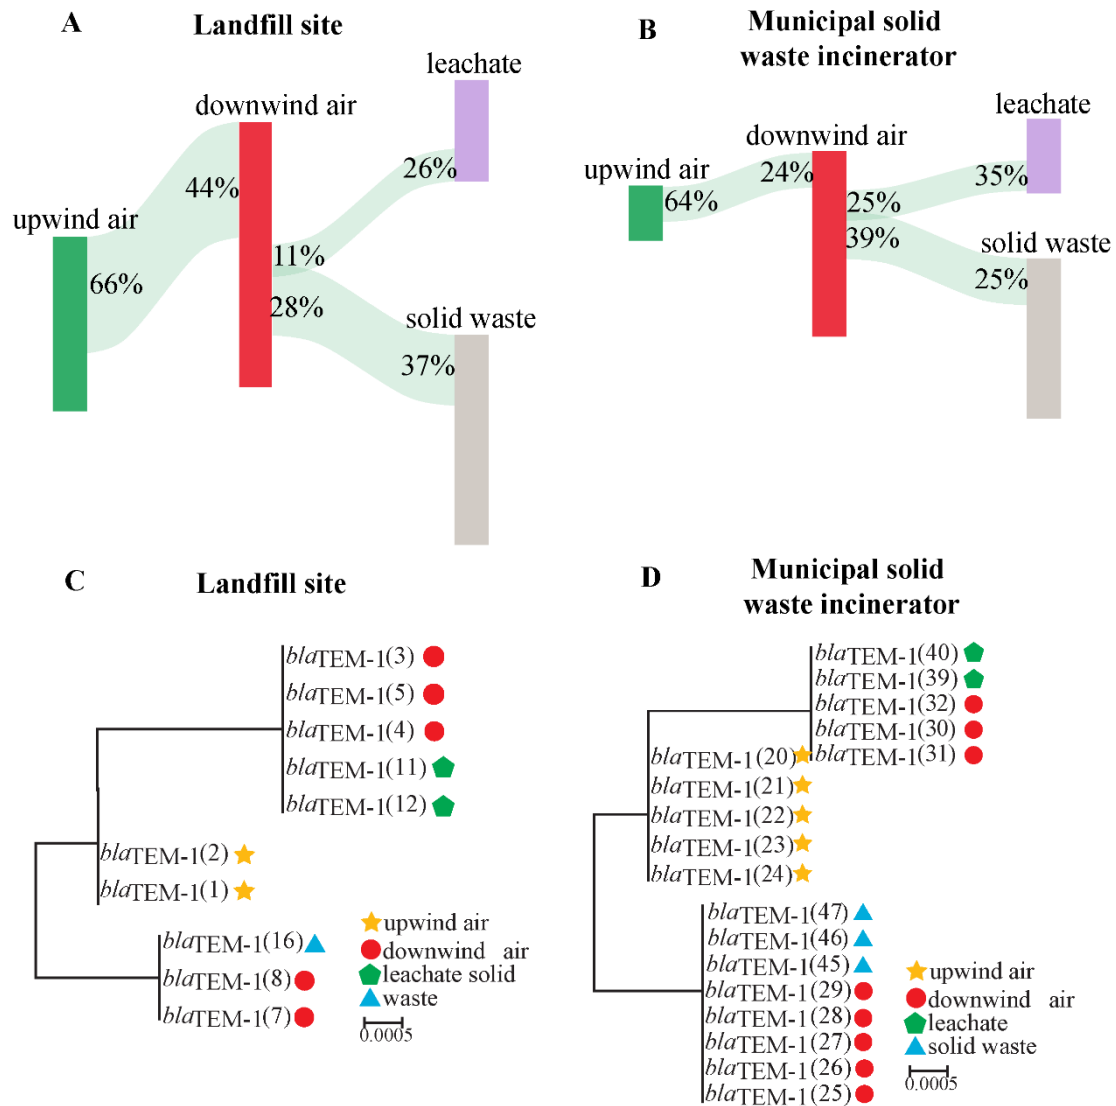 A
Landfill site
leachate
downwind air
26%
44%
upwind air
66%
11%
28%
solid waste
37%
B
Municipal solid
waste incinerator
leachate
downwind air
upwind air
24%
35%
64%
25%
39%
solid waste
25%
C
Landfill site
blaTEM-1(3)
blaTEM-1(5)
blaTEM-1(4)
blaTEM-1(11)
blaTEM-1(12)
blaTEM-1(2)
blaTEM-1(1)
blaTEM-1(16)
blaTEM-1(8)
blaTEM-1(7)
upwind air
downwind air
leachate solid
waste
0.0005
D
Municipal solid
waste incinerator
blaTEM-1(40)
blaTEM-1(39)
blaTEM-1(32)
blaTEM-1(30)
blaTEM-1(31)
blaTEM-1(20)
blaTEM-1(21)
blaTEM-1(22)
blaTEM-1(23)
blaTEM-1(24)
blaTEM-1(47)
blaTEM-1(46)
blaTEM-1(45)
blaTEM-1(29)
blaTEM-1(28)
blaTEM-1(27)
blaTEM-1(26)
blaTEM-1(25)
upwind air
downwind air
leachate
solid waste
0.0005